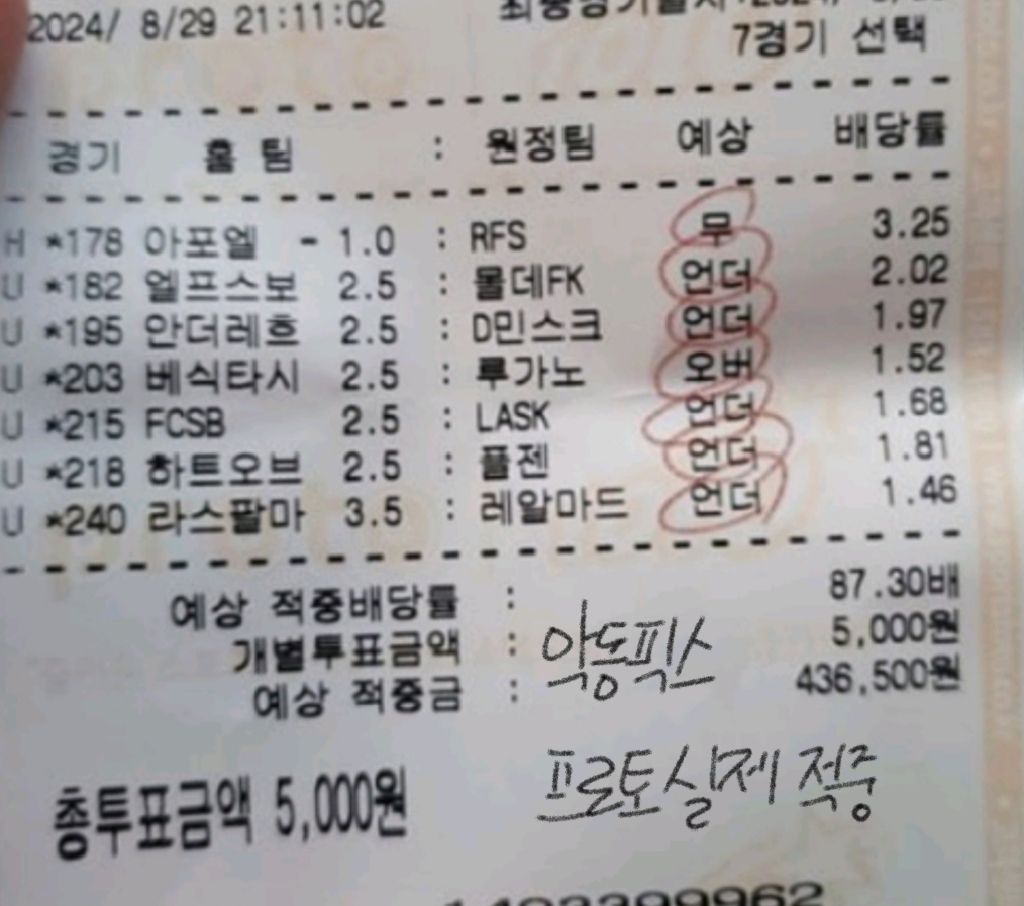 2024/ 8/29 21:11:02
7경기 선택
경기 홈 팀 : 원정팀 예상 배당률
H *178 아포엘 -1.0 : RFS 무 3.25
U *182 엘프스보 2.5 : 몰데FK 언더 2.02
U *195 안더레흐 2.5 : D민스크 언더 1.97
U *203 베식타시 2.5 : 루가노 오버 1.52
U *215 FCSB 2.5 : LASK 언더 1.68
U *218 하트오브 2.5 : 플젠 언더 1.81
U *240 라스팔마 3.5 : 레알마드 언더 1.46
예상 적중배당률 : 87.30배
개별투표금액 : 5,000원
예상 적중금 : 436,500원
악동픽스
총투표금액 5,000원
프로토실제 적중